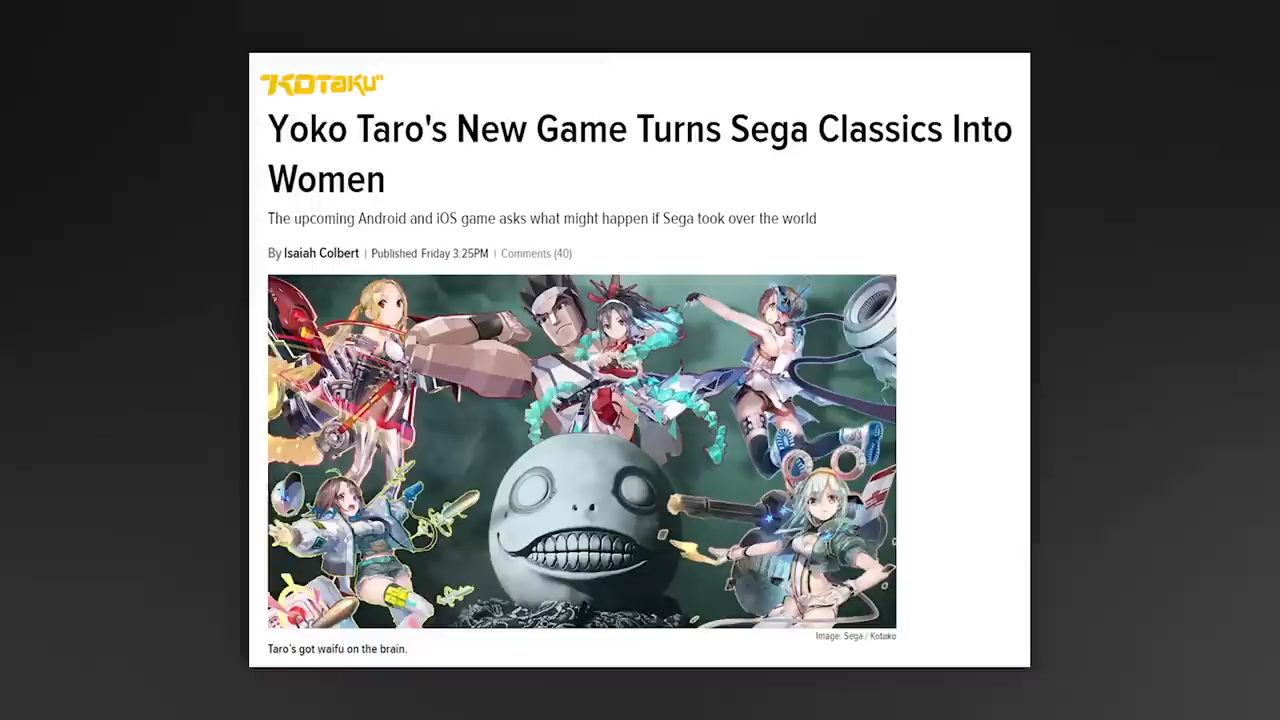 KOTAKU
Yoko Taro's New Game Turns Sega Classics Into
Women
The upcoming Android and iOS game asks what might happen if Sega took over the world
By Isaiah Colbert | Published Friday 3:25PM | Comments (40)
Image: Sega / Kotaku
Taro's got waifu on the brain.